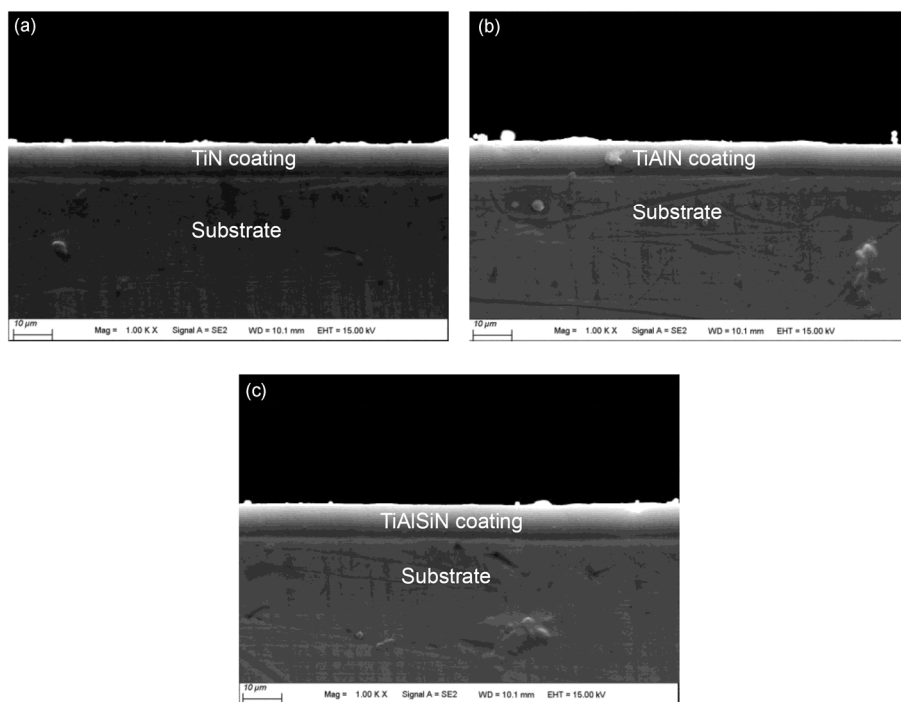 (a)
TiN coating
Substrate
10 µm
Mag = 1.00 K X Signal A = SE2 WD = 10.1 mm EHT = 15.00 kV
(b)
TiAlN coating
Substrate
10 µm
Mag = 1.00 K X Signal A = SE2 WD = 10.1 mm EHT = 15.00 kV
(c)
TiAlSiN coating
Substrate
10 µm
Mag = 1.00 K X Signal A = SE2 WD = 10.1 mm EHT = 15.00 kV